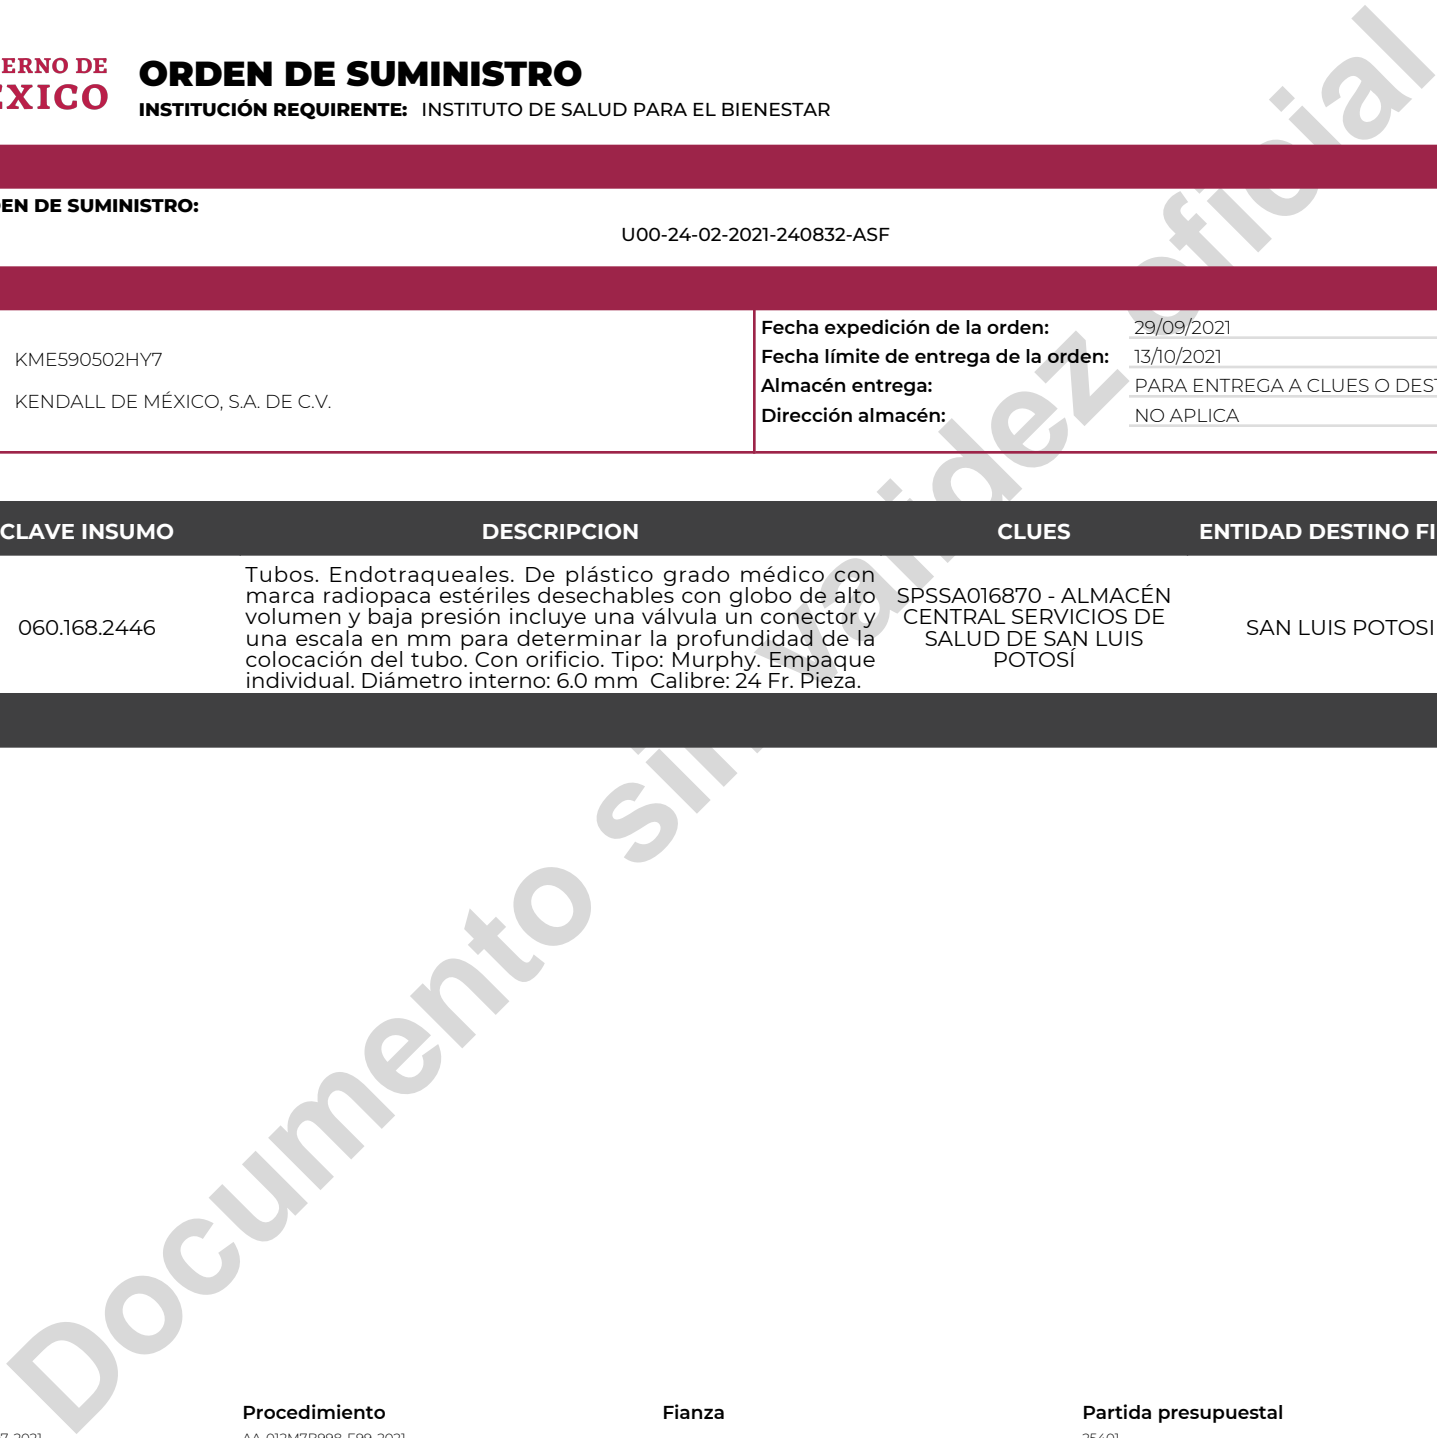 ERNO DE
ÉXICO
ORDEN DE SUMINISTRO
INSTITUCIÓN REQUIRENTE: INSTITUTO DE SALUD PARA EL BIENESTAR
EN DE SUMINISTRO:
U00-24-02-2021-240832-ASF
KME590502HY7
KENDALL DE MÉXICO, S.A. DE C.V.
Fecha expedición de la orden: 29/09/2021
Fecha límite de entrega de la orden: 13/10/2021
Almacén entrega: PARA ENTREGA A CLUES O DEST
Dirección almacén: NO APLICA
CLAVE INSUMO DESCRIPCION CLUES ENTIDAD DESTINO FI
060.168.2446
Tubos. Endotraqueales. De plástico grado médico con
marca radiopaca estériles desechables con globo de alto
volumen y baja presión incluye una válvula un conector y
una escala en mm para determinar la profundidad de la
colocación del tubo. Con orificio. Tipo: Murphy. Empaque
individual. Diámetro interno: 6.0 mm Calibre: 24 Fr. Pieza.
SPSSA016870 - ALMACÉN
CENTRAL SERVICIOS DE
SALUD DE SAN LUIS
POTOSÍ
SAN LUIS POTOSI
Documento sin validez oficial
Procedimiento Fianza Partida presupuestal